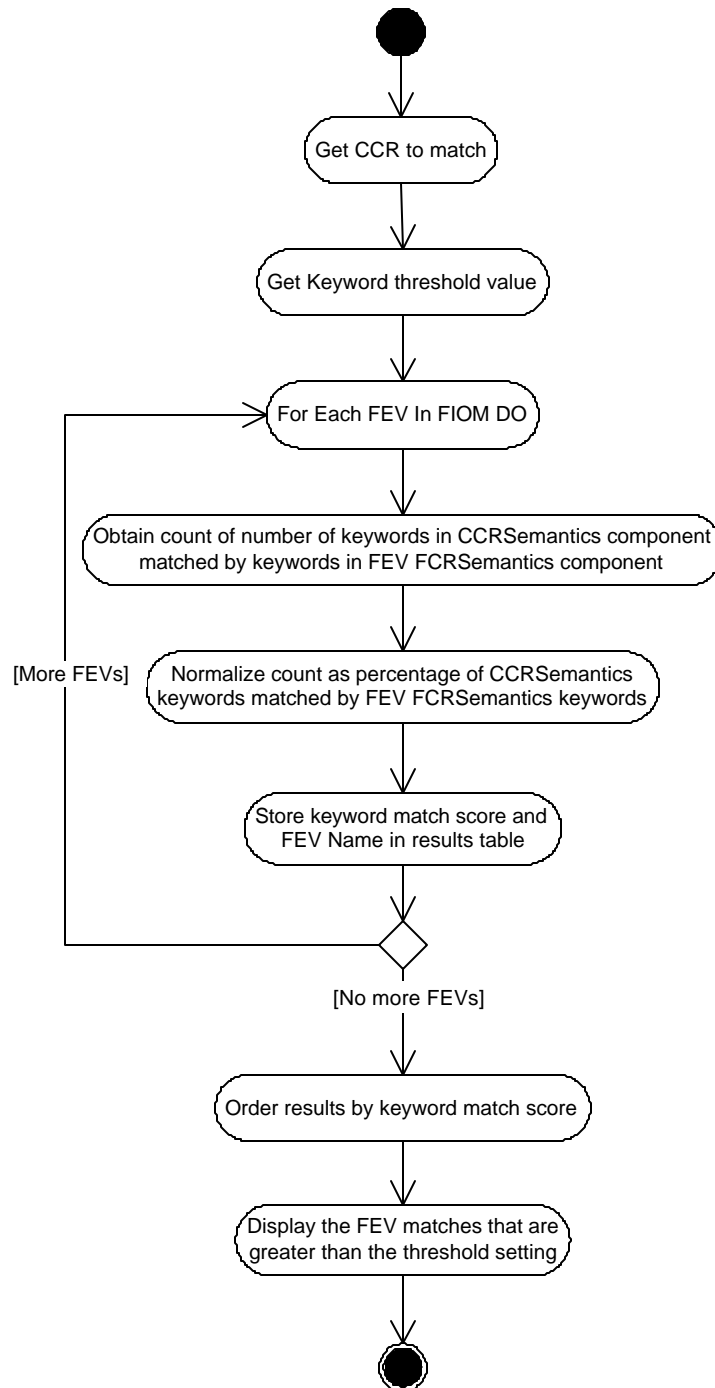 Get CCR to match
Get Keyword threshold value
For Each FEV In FIOM DO
Obtain count of number of keywords in CCRSemantics component
matched by keywords in FEV FCRSemantics component
[More FEVs]
Normalize count as percentage of CCRSemantics
keywords matched by FEV FCRSemantics keywords
Store keyword match score and
FEV Name in results table
[No more FEVs]
Order results by keyword match score
Display the FEV matches that are
greater than the threshold setting